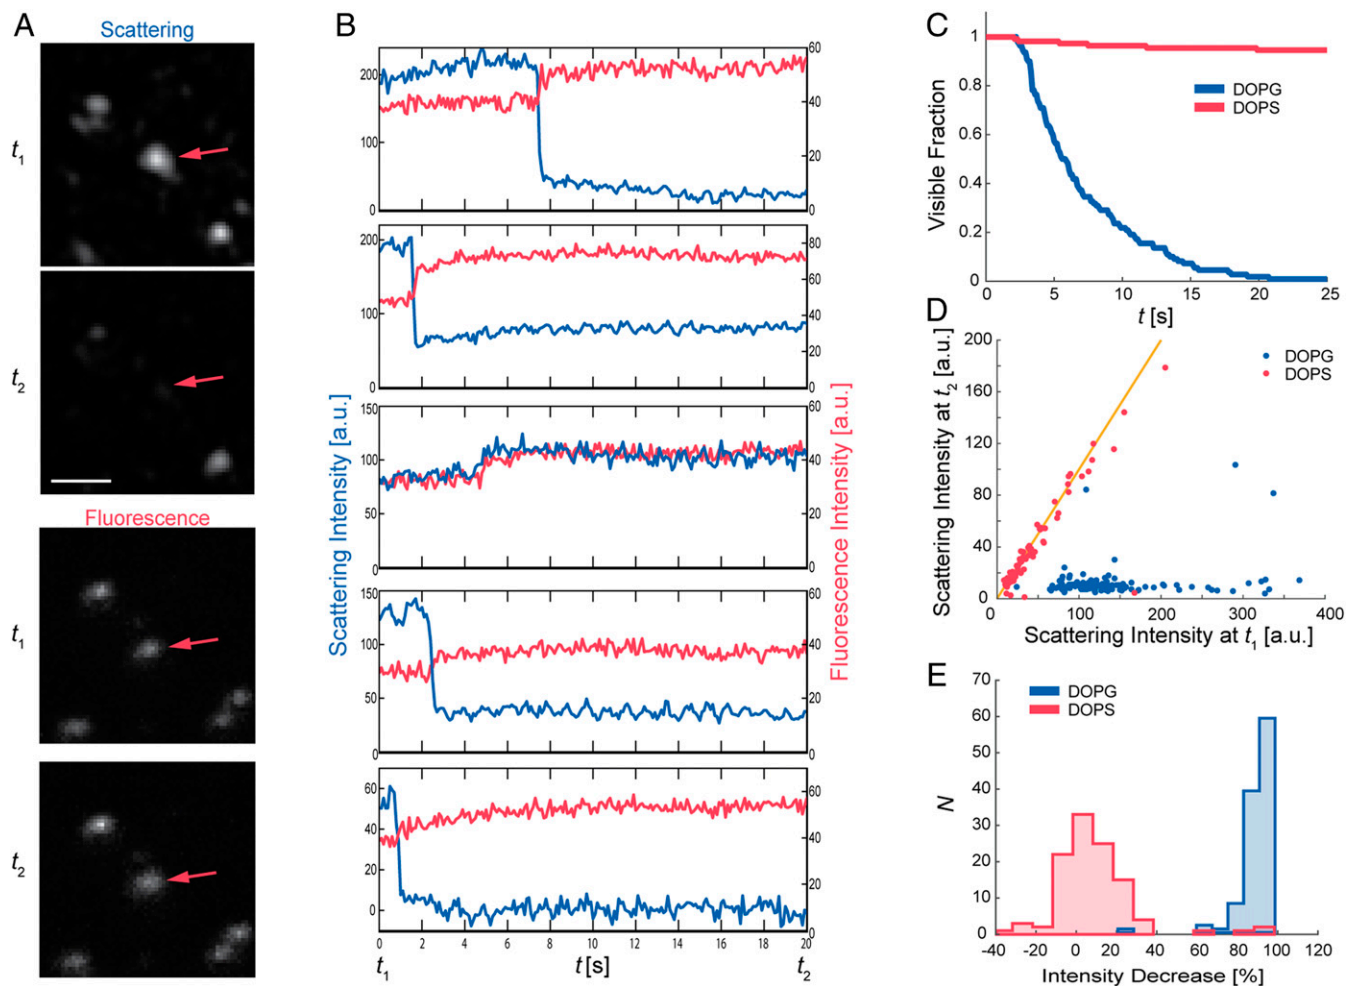 A
Scattering
t1
t2
Fluorescence
t1
t2
B
Scattering Intensity [a.u.]
Fluorescence Intensity [a.u.]
200
100
0
60
40
20
0
200
100
0
80
60
40
20
0
150
100
50
0
60
40
20
0
150
100
50
0
60
40
20
0
60
40
20
0
60
40
20
0
0 2 4 6 8 10 12 14 16 18 20
t1 t [s] t2
C
Visible Fraction
1
0.8
0.6
0.4
0.2
0
DOPG
DOPS
0 5 10 15 20 25
t [s]
D
Scattering Intensity at t2 [a.u.]
200
160
120
80
40
0
DOPG
DOPS
0 100 200 300 400
Scattering Intensity at t1 [a.u.]
E
N
70
60
50
40
30
20
10
0
DOPG
DOPS
-40 -20 0 20 40 60 80 100 120
Intensity Decrease [%]